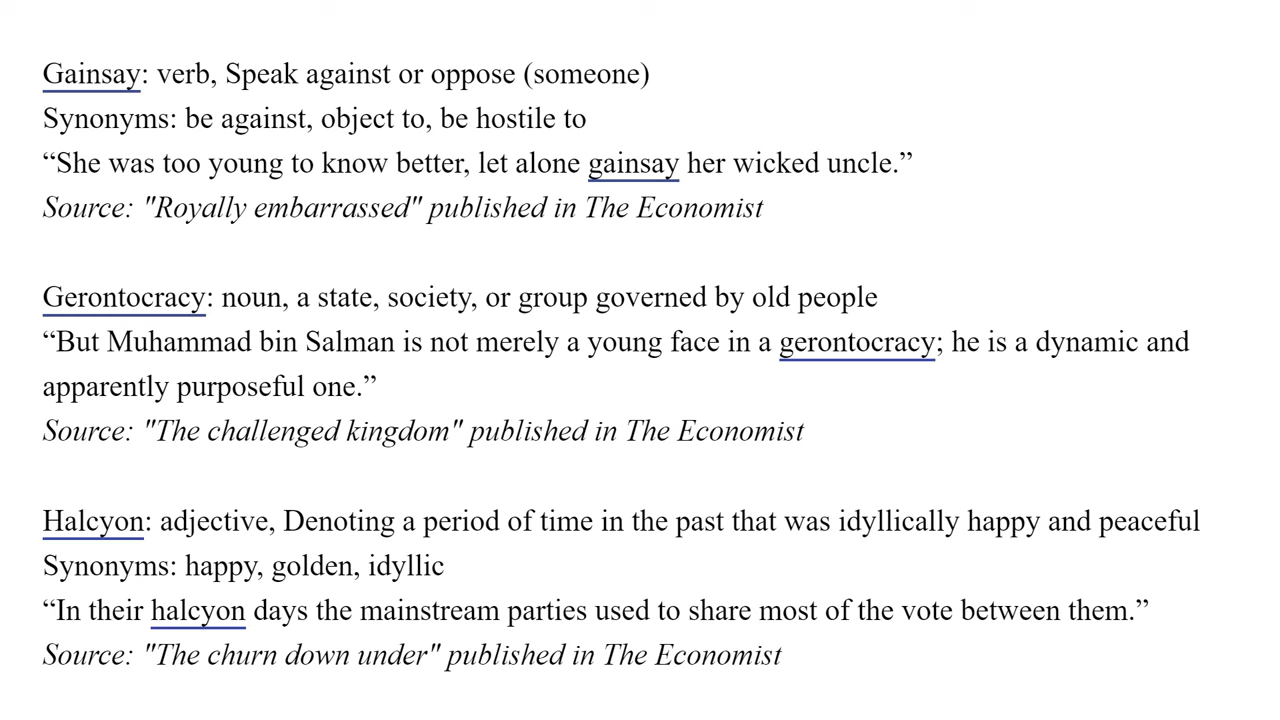 Gainsay: verb, Speak against or oppose (someone)
Synonyms: be against, object to, be hostile to
“She was too young to know better, let alone gainsay her wicked uncle.”
Source: "Royally embarrassed" published in The Economist
Gerontocracy: noun, a state, society, or group governed by old people
“But Muhammad bin Salman is not merely a young face in a gerontocracy; he is a dynamic and
apparently purposeful one.”
Source: "The challenged kingdom" published in The Economist
Halcyon: adjective, Denoting a period of time in the past that was idyllically happy and peaceful
Synonyms: happy, golden, idyllic
“In their halcyon days the mainstream parties used to share most of the vote between them.”
Source: "The churn down under" published in The Economist